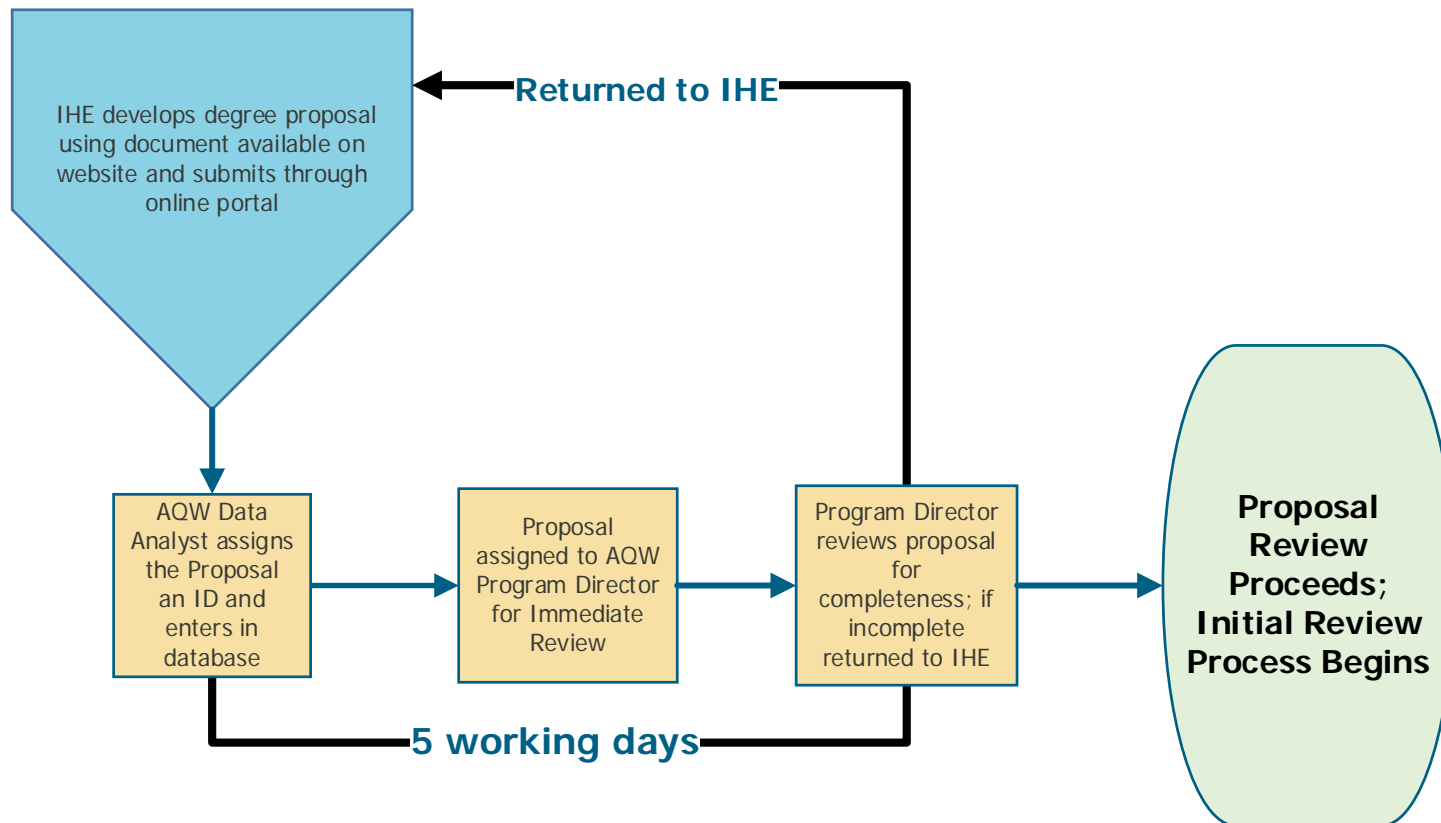 IHE develops degree proposal
using document available on
website and submits through
online portal
Returned to IHE
AQW Data
Analyst assigns
the Proposal
an ID and
enters in
database
Proposal
assigned to AQW
Program Director
for Immediate
Review
Program Director
reviews proposal
for
completeness; if
incomplete
returned to IHE
Proposal
Review
Proceeds;
Initial Review
Process Begins
5 working days